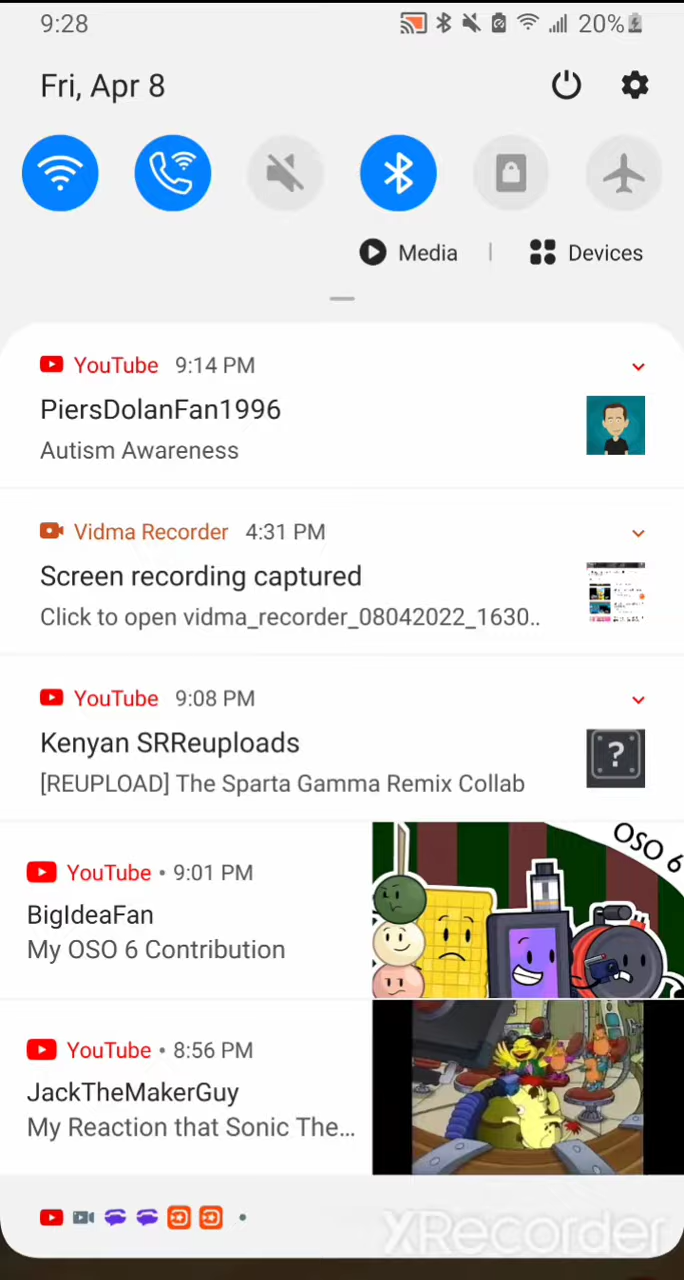 9:28
20%
Fri, Apr 8
Media | Devices
YouTube 9:14 PM
PiersDolanFan1996
Autism Awareness
Vidma Recorder 4:31 PM
Screen recording captured
Click to open vidma_recorder_08042022_1630..
YouTube 9:08 PM
Kenyan SRReuploads
?
[REUPLOAD] The Sparta Gamma Remix Collab
OSO 6
YouTube • 9:01 PM
BigIdeaFan
My OSO 6 Contribution
YouTube • 8:56 PM
JackTheMakerGuy
My Reaction that Sonic The...
XRecorder